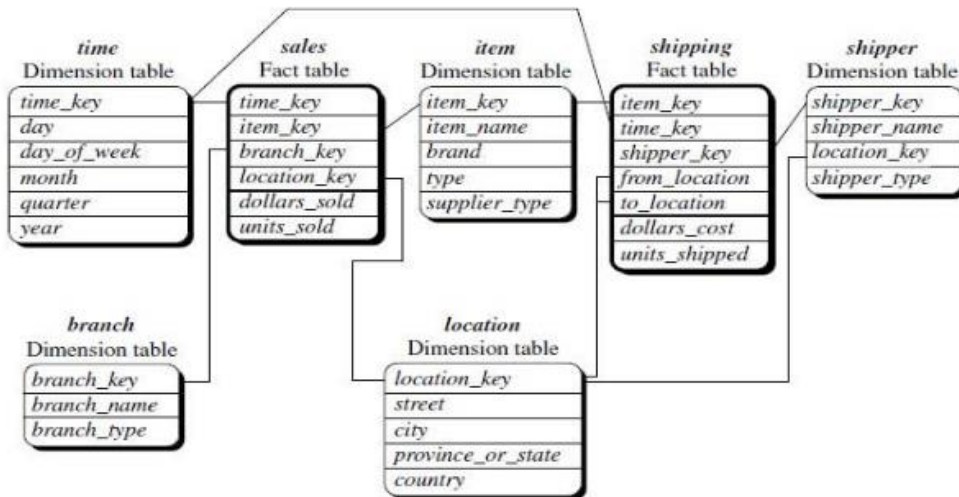 time
Dimension table
time_key
day
day_of_week
month
quarter
year
sales
Fact table
time_key
item_key
branch_key
location_key
dollars_sold
units_sold
item
Dimension table
item_key
item_name
brand
type
supplier_type
shipping
Fact table
item_key
time_key
shipper_key
from_location
to_location
dollars_cost
units_shipped
shipper
Dimension table
shipper_key
shipper_name
location_key
shipper_type
branch
Dimension table
branch_key
branch_name
branch_type
location
Dimension table
location_key
street
city
province_or_state
country